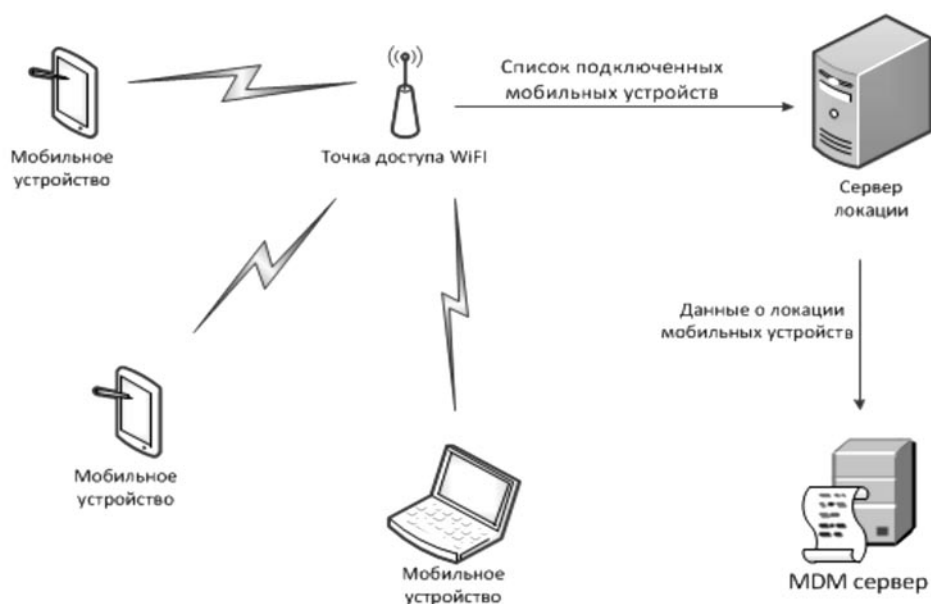 Список подключенных
мобильных устройств
Мобильное
устройство
Точка доступа WiFI
Сервер
локации
Данные о локации
мобильных устройств
Мобильное
устройство
Мобильное
устройство
MDM сервер